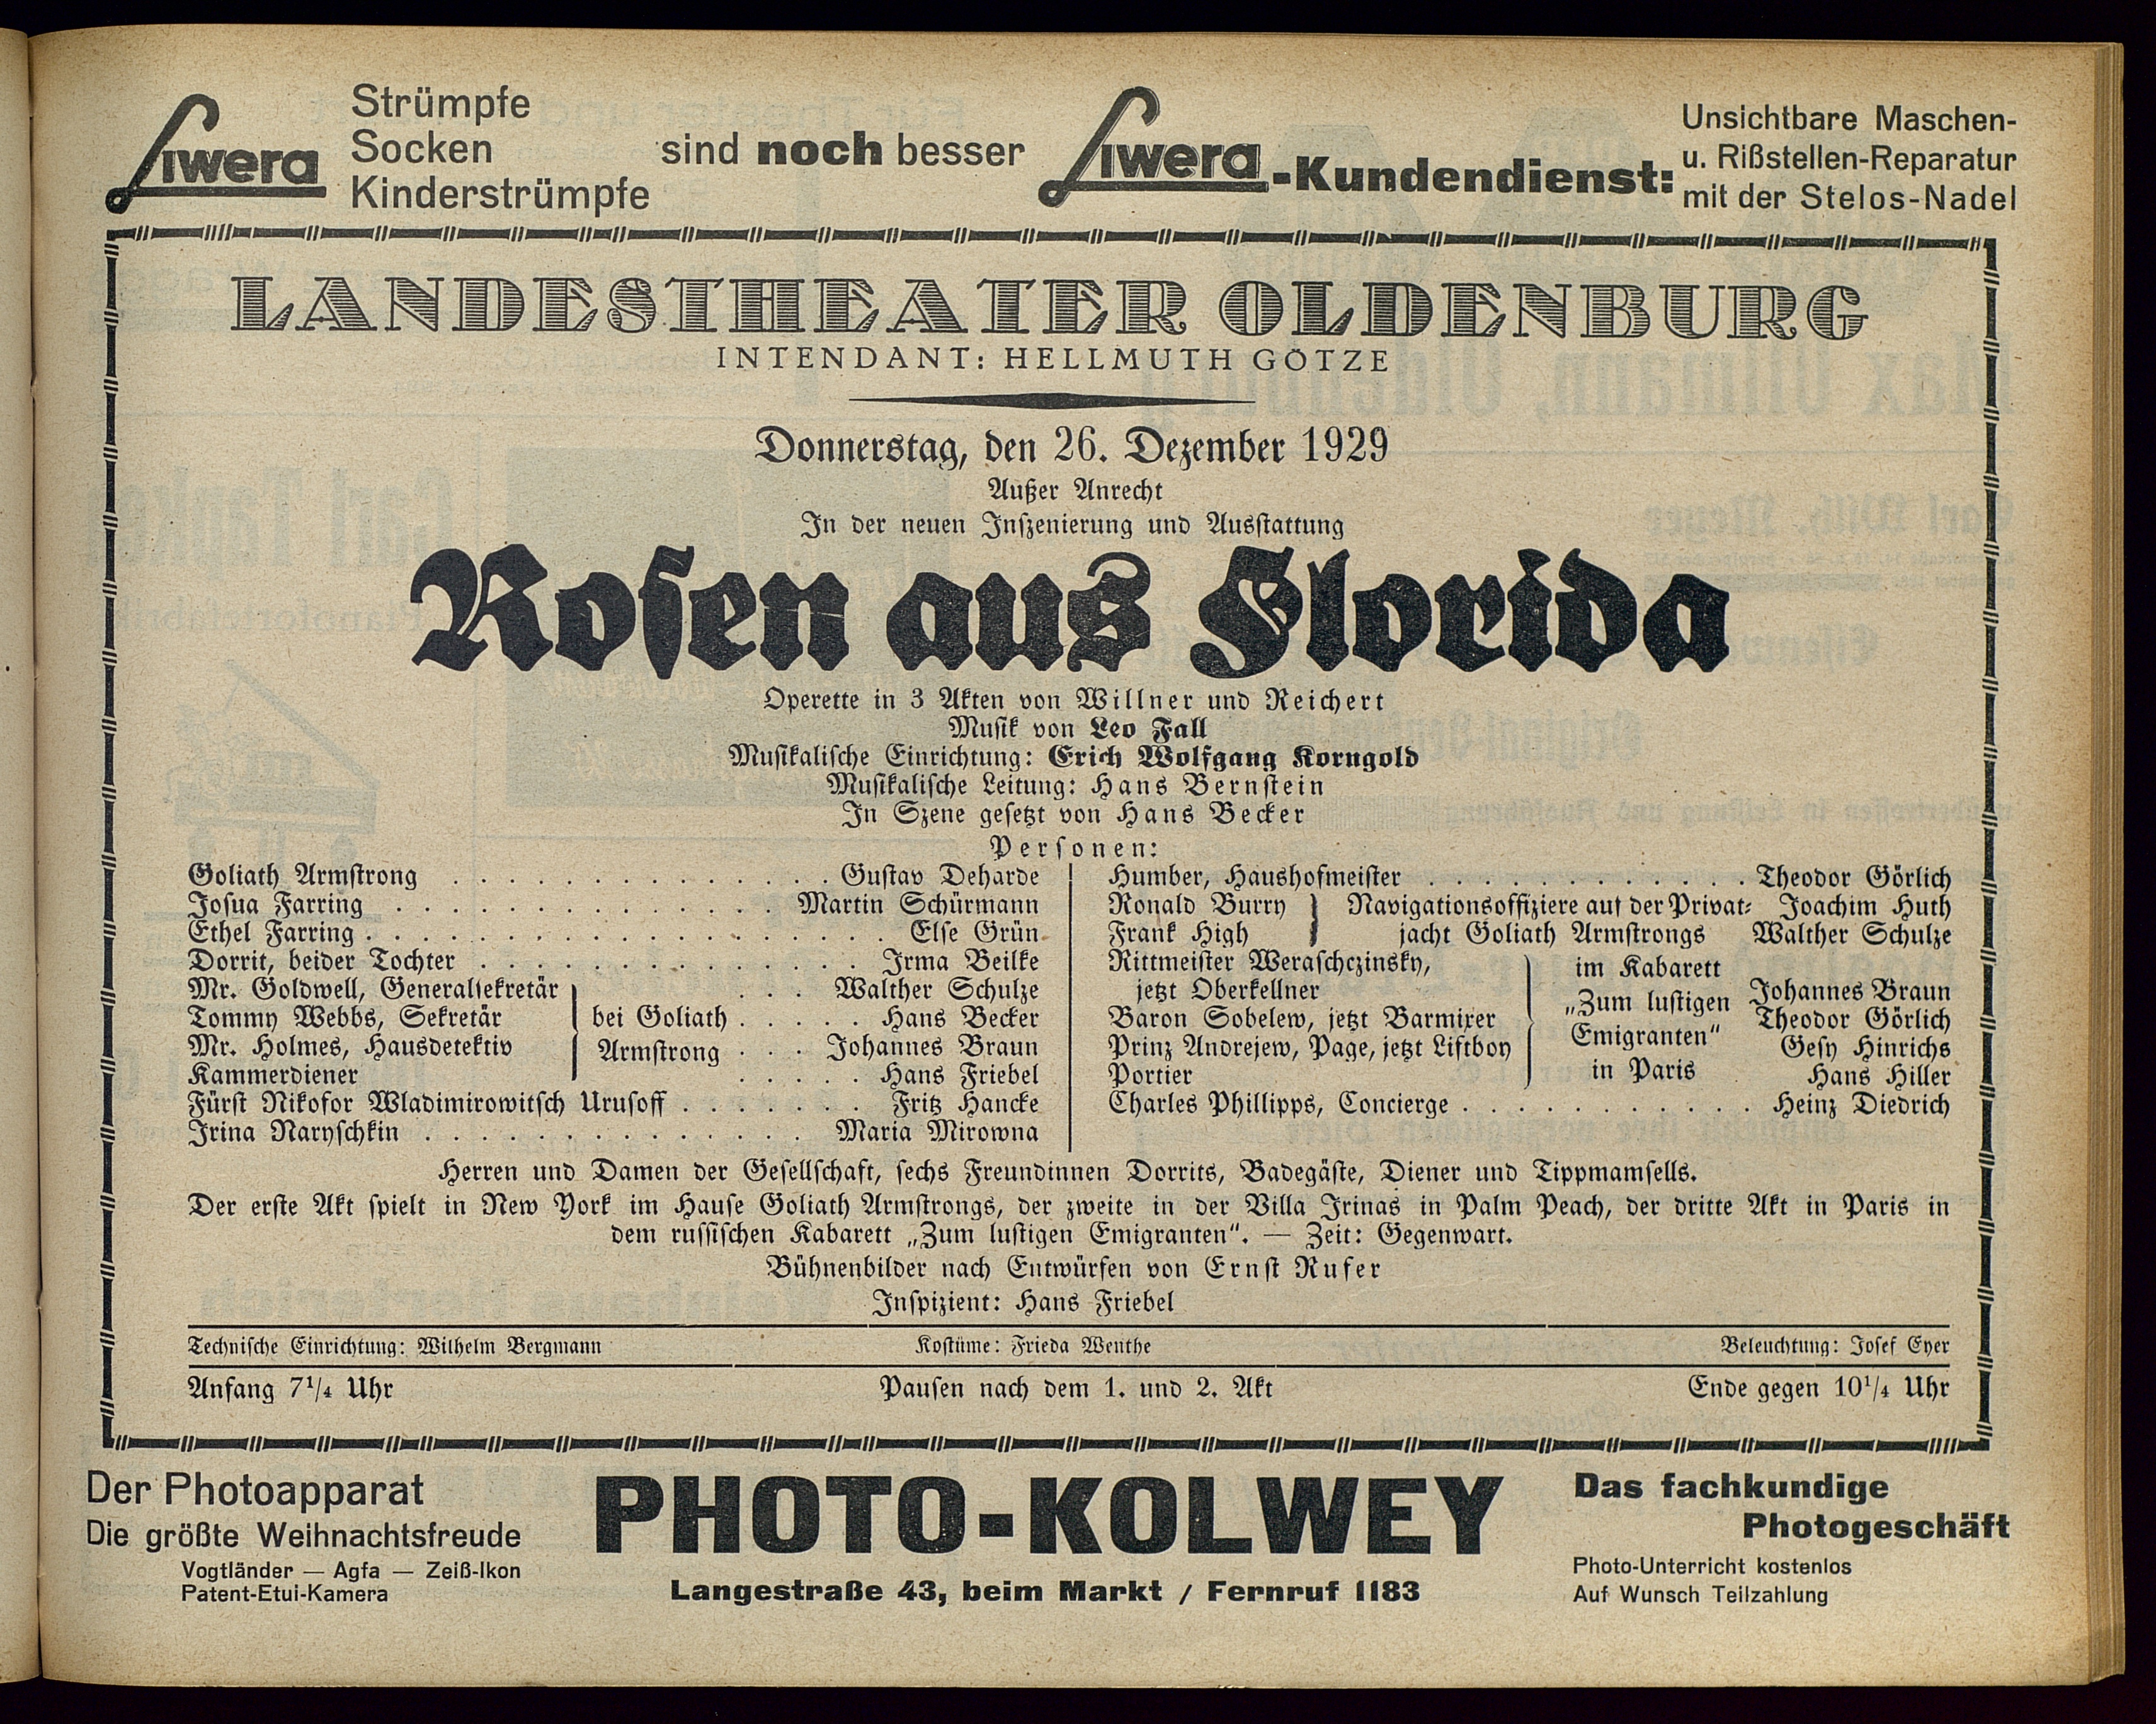 Liwera
Strümpfe
Socken
Kinderstrümpfe
sind noch besser
Liwera-Kundendienst:
Unsichtbare Maschen-
u. Rißstellen-Reparatur
mit der Stelos-Nadel
LANDESTHEATER OLDENBURG
INTENDANT: HELLMUTH GÖTZE
Donnerstag, den 26. Dezember 1929
Außer Anrecht
In der neuen Inszenierung und Ausstattung
Rosen aus Florida
Operette in 3 Akten von Willner und Reichert
Musik von Leo Fall
Musikalische Einrichtung: Erich Wolfgang Korngold
Musikalische Leitung: Hans Bernstein
In Szene gesetzt von Hans Becker
Personen:
Goliath Armstrong . . . . . . . . . . . . . . Gustav Deharde
Josua Farring . . . . . . . . . . . . . . Martin Schürmann
Ethel Farring . . . . . . . . . . . . . . . . . . . Else Grün
Dorrit, beider Tochter . . . . . . . . . . . . . . Irma Beilke
Mr. Goldwell, Generalsekretär . . . Walther Schulze
Tommy Webbs, Sekretär } bei Goliath . . . . . Hans Becker
Mr. Holmes, Hausdetektiv } Armstrong . . . Johannes Braun
Kammerdiener . . . . . Hans Friebel
Fürst Nikofor Wladimirowitsch Urusoff . . . . . . . Fritz Hancke
Irina Naryschkin . . . . . . . . . . . . . . Maria Mirowna
Humber, Haushofmeister . . . . . . . . . . . . Theodor Görlich
Ronald Burry } Navigationsoffiziere auf der Privat- Joachim Huth
Frank High } jacht Goliath Armstrongs Walther Schulze
Rittmeister Weraschczinsky, } im Kabarett
jetzt Oberkellner „Zum lustigen Johannes Braun
Baron Sobelew, jetzt Barmixer Emigranten“ Theodor Görlich
Prinz Andrejew, Page, jetzt Liftboy in Paris Gesy Hinrichs
Portier Hans Hiller
Charles Phillipps, Concierge . . . . . . . . . . . Heinz Diedrich
Herren und Damen der Gesellschaft, sechs Freundinnen Dorrits, Badegäste, Diener und Tippmamsells.
Der erste Akt spielt in New York im Hause Goliath Armstrongs, der zweite in der Villa Irinas in Palm Peach, der dritte Akt in Paris in
dem russischen Kabarett „Zum lustigen Emigranten“. — Zeit: Gegenwart.
Bühnenbilder nach Entwürfen von Ernst Rufer
Inspizient: Hans Friebel
Technische Einrichtung: Wilhelm Bergmann Kostüme: Frieda Wenthe Beleuchtung: Josef Eyer
Anfang 7¼ Uhr Pausen nach dem 1. und 2. Akt Ende gegen 10¼ Uhr
Der Photoapparat
Die größte Weihnachtsfreude
Vogtländer — Agfa — Zeiß-Ikon
Patent-Etui-Kamera
PHOTO-KOLWEY
Langestraße 43, beim Markt / Fernruf 1183
Das fachkundige
Photogeschäft
Photo-Unterricht kostenlos
Auf Wunsch Teilzahlung